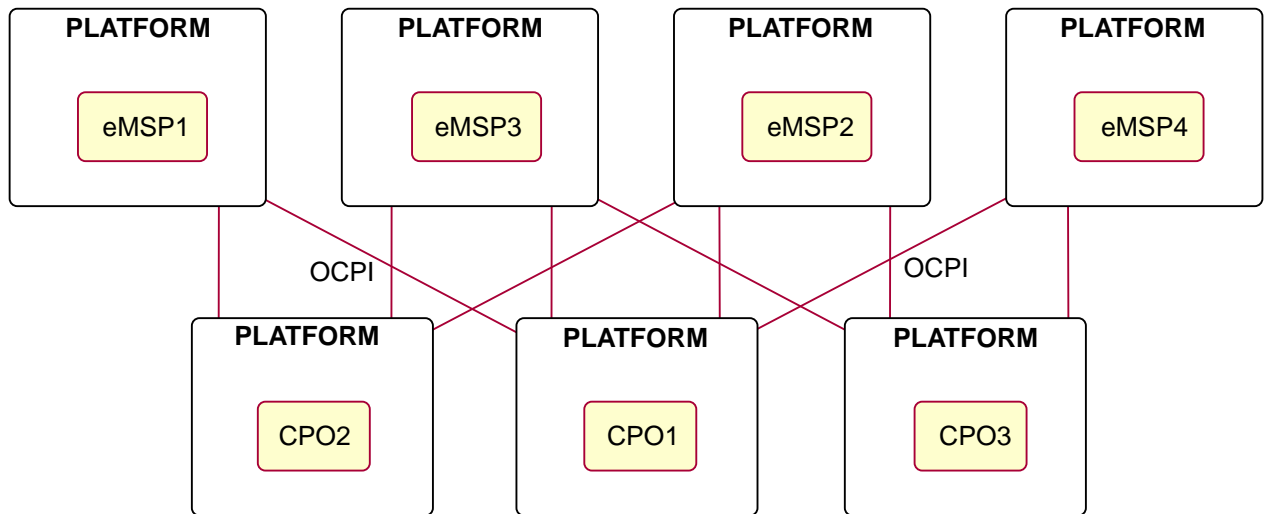 PLATFORM
PLATFORM
PLATFORM
PLATFORM
eMSP1
eMSP3
eMSP2
eMSP4
OCPI
OCPI
PLATFORM
PLATFORM
PLATFORM
CPO2
CPO1
CPO3